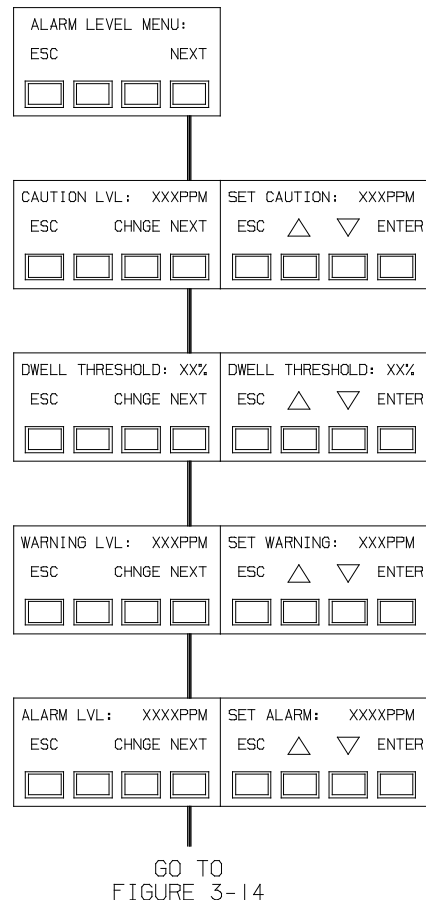 ALARM LEVEL MENU:
ESC NEXT
CAUTION LVL: XXXPPM
ESC CHNGE NEXT
SET CAUTION: XXXPPM
ESC ENTER
DWELL THRESHOLD: XX%
ESC CHNGE NEXT
DWELL THRESHOLD: XX%
ESC ENTER
WARNING LVL: XXXPPM
ESC CHNGE NEXT
SET WARNING: XXXPPM
ESC ENTER
ALARM LVL: XXXXPPM
ESC CHNGE NEXT
SET ALARM: XXXXPPM
ESC ENTER
GO TO
FIGURE 3-14